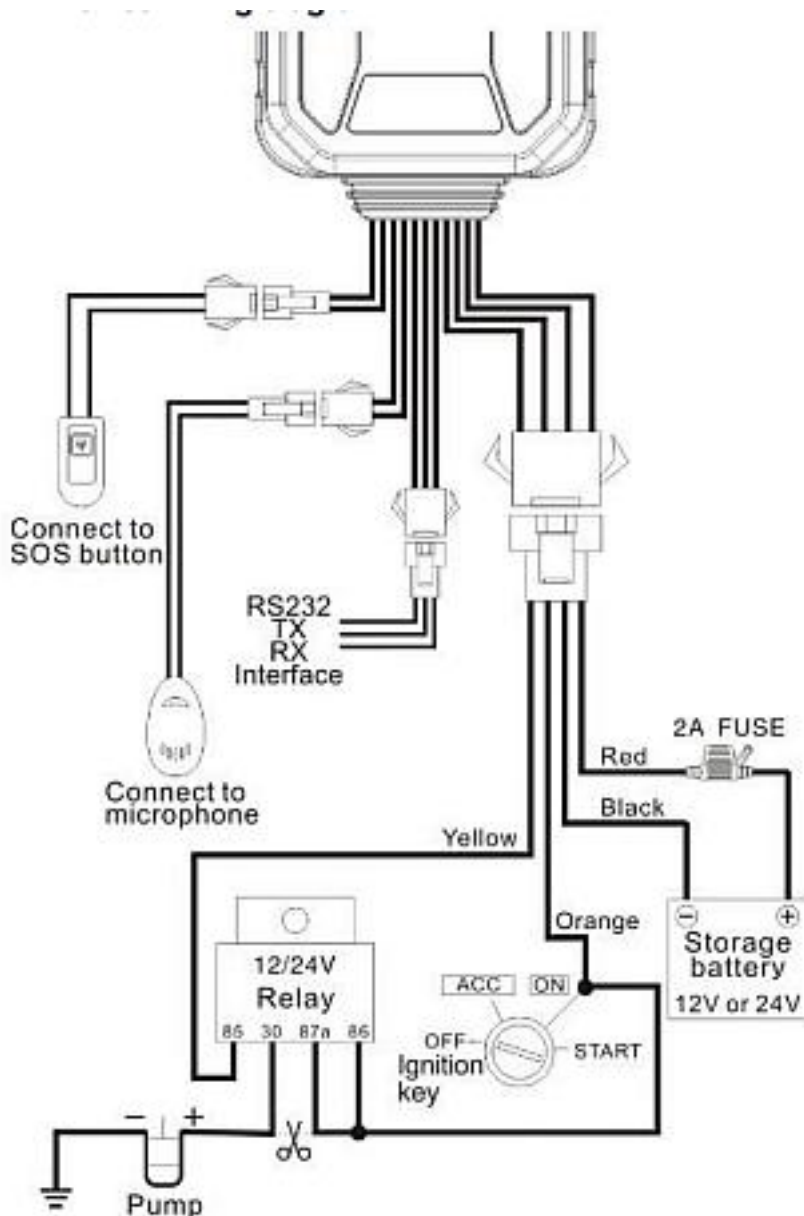 Connect to
SOS button
RS232
TX
RX
Interface
Connect to
microphone
2A FUSE
Red
Black
Yellow
Orange
Storage
battery
12V or 24V
12/24V
Relay
85 30 87a 86
ACC
ON
OFF
START
Ignition
key
Pump